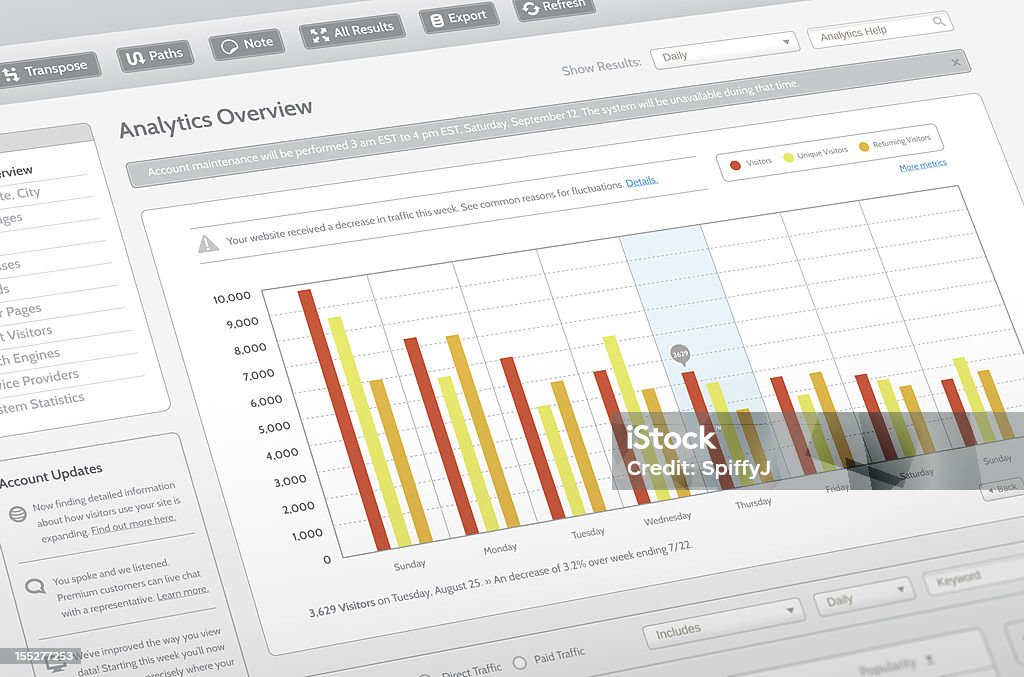 Transpose
Paths
Note
All Results
Export
Refresh
Show Results:
Daily
Analytics Help
Analytics Overview
Account maintenance will be performed 3 am EST to 4 pm EST, Saturday, September 12. The system will be unavailable during that time.
Visitors
Unique Visitors
Returning Visitors
More metrics
Your website received a decrease in traffic this week. See common reasons for fluctuations. Details.
10,000
9,000
8,000
7,000
6,000
5,000
4,000
3,000
2,000
1,000
0
3629
Sunday
Monday
Tuesday
Wednesday
Thursday
Friday
Saturday
Sunday
Back
3,629 Visitors on Tuesday, August 25. » An decrease of 3.2% over week ending 7/22.
Includes
Daily
Keyword
Direct Traffic
Paid Traffic
Popularity
rview
te, City
ages
ses
ds
r Pages
t Visitors
ch Engines
vice Providers
stem Statistics
Account Updates
Now finding detailed information
about how visitors use your site is
expanding. Find out more here.
You spoke and we listened.
Premium customers can live chat
with a representative. Learn more.
We've improved the way you view
data! Starting this week you'll now
precisely where your
iStock™
Credit: SpiffyJ
155277253